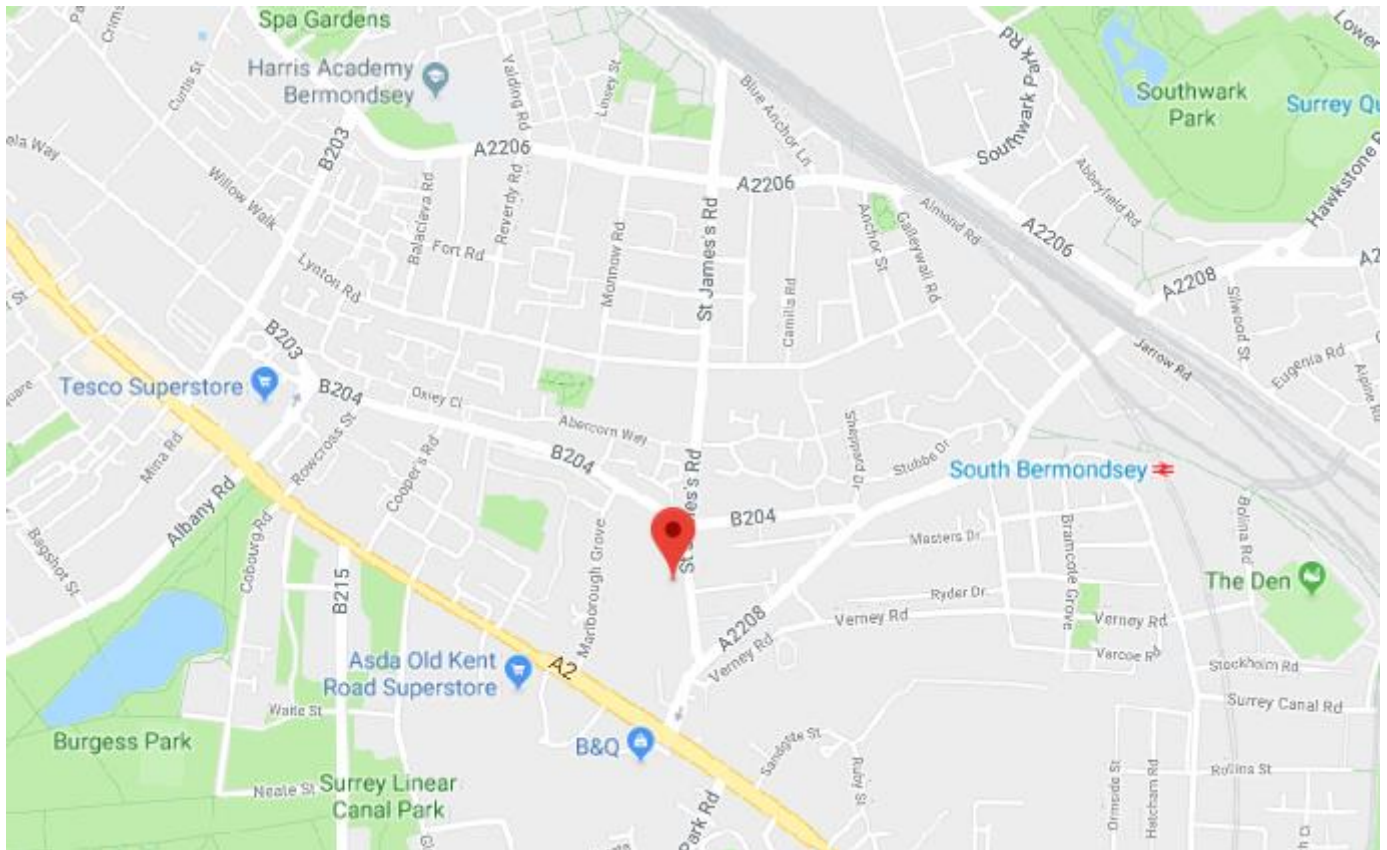 Spa Gardens
Harris Academy
Bermondsey
Curtis St
Yalding Rd
Linsey St
Blue Anchor Ln
Southwark Park Rd
Southwark
Park
Lower
Surrey Qu
Hawkstone R
B203
A2206
A2206
A2206
Willow Walk
Balaclava Rd
Reverdy Rd
Fort Rd
Monnow Rd
St James's Rd
Camilla Rd
Anchor St
Galleywall Rd
Almond Rd
Abbeyfield Rd
A2208
Silwood St
Jarrow Rd
Eugenia Rd
Alpine Rd
Lynton Rd
B203
Tesco Superstore
B204
Oxley Cl
Abercorn Way
Mina Rd
Rowcross St
Cooper's Rd
B204
Sheppard Dr
Stubbs Dr
South Bermondsey
Albany Rd
Bagshot St
Cobourg Rd
B215
Marlborough Grove
B204
Masters Dr
Bramcote Grove
Bolina Rd
The Den
Ryder Dr
Verney Rd
Verney Rd
Verney Rd
Varcoe Rd
A2208
A2
Asda Old Kent
Road Superstore
Stockholm Rd
Surrey Canal Rd
Waite St
Burgess Park
B&Q
Sandgate St
Ruby St
Neate St
Surrey Linear
Canal Park
Park Rd
Ormside St
Hatcham Rd
Rollins St